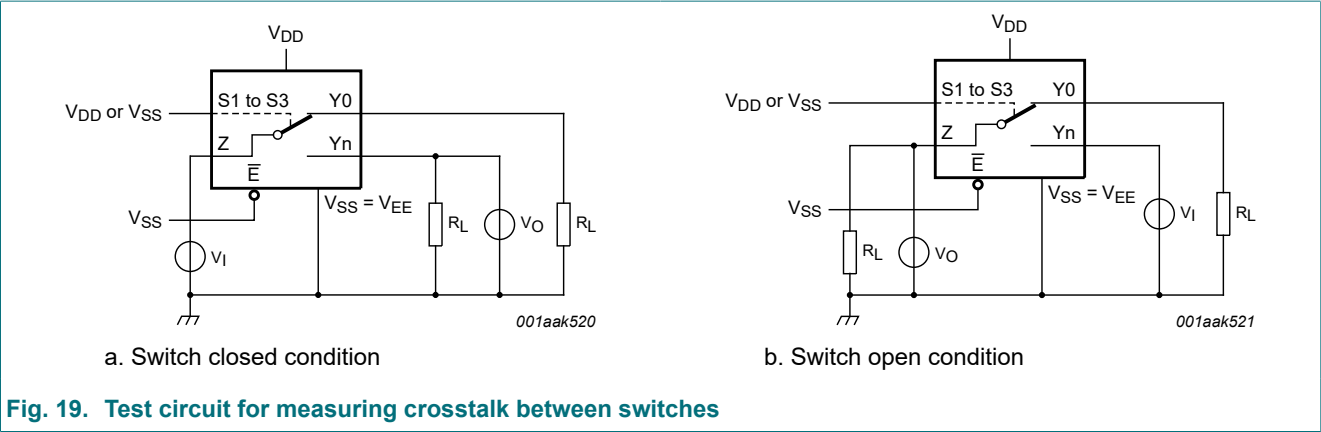 VDD
VDD or VSS
S1 to S3
Y0
Z
Yn
E̅
VSS = VEE
VSS
RL
VO
RL
VI
001aak520
a. Switch closed condition
VDD
VDD or VSS
S1 to S3
Y0
Z
Yn
E̅
VSS = VEE
VSS
VI
RL
RL
VO
001aak521
b. Switch open condition
Fig. 19. Test circuit for measuring crosstalk between switches